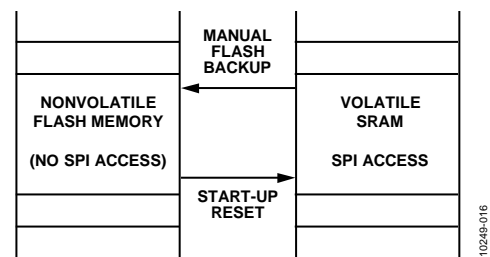 MANUAL
FLASH
BACKUP
NONVOLATILE
FLASH MEMORY
(NO SPI ACCESS)
VOLATILE
SRAM
SPI ACCESS
START-UP
RESET
10249-016